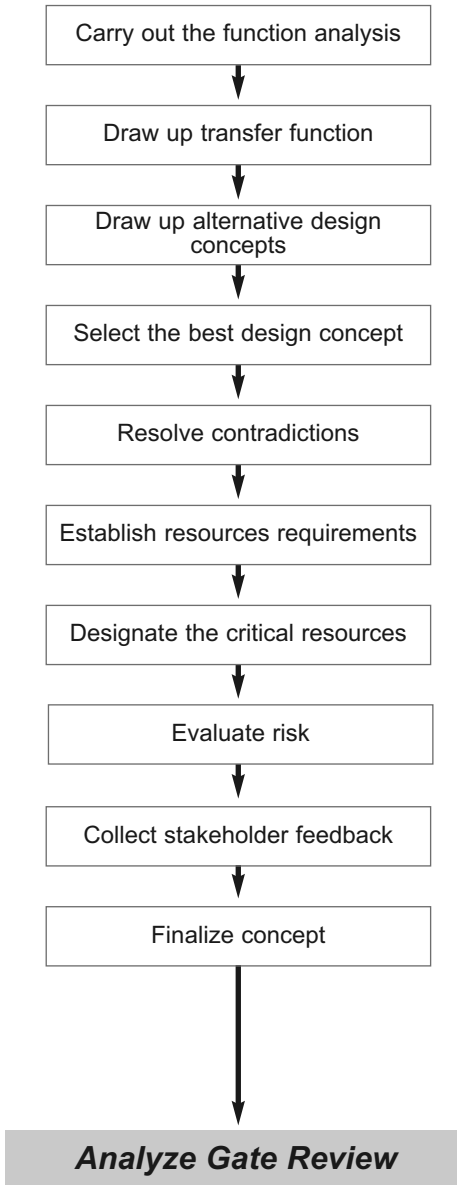 Carry out the function analysis
Draw up transfer function
Draw up alternative design
concepts
Select the best design concept
Resolve contradictions
Establish resources requirements
Designate the critical resources
Evaluate risk
Collect stakeholder feedback
Finalize concept
Analyze Gate Review